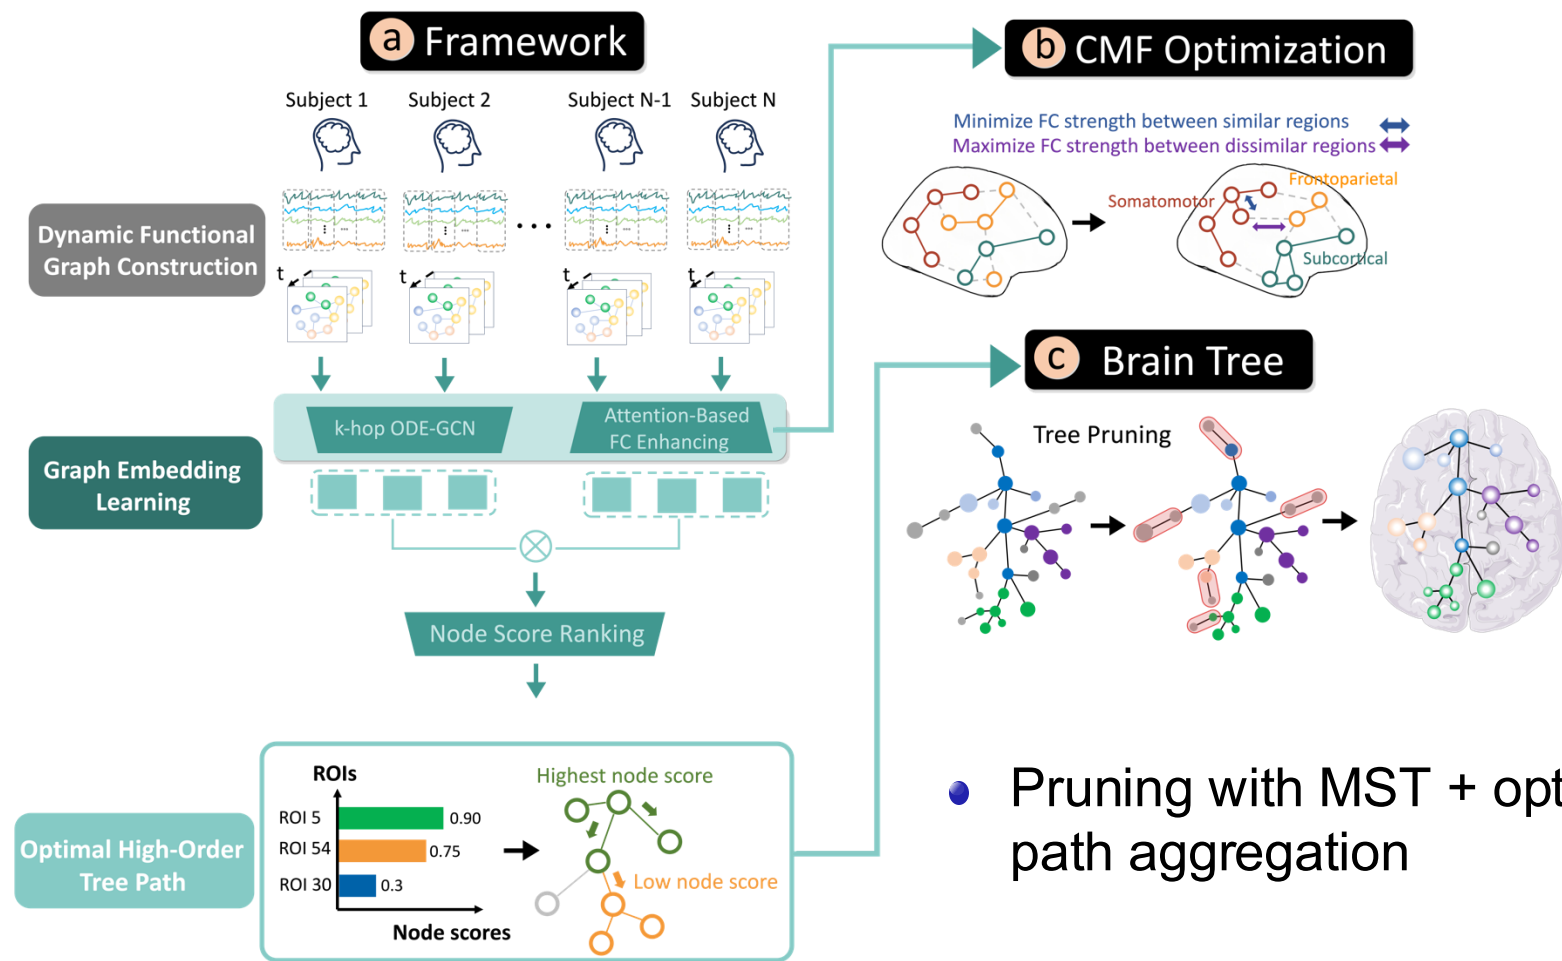 a Framework
Subject 1
Subject 2
Subject N-1
Subject N
...
Dynamic Functional
Graph Construction
t
t
t
t
k-hop ODE-GCN
Attention-Based
FC Enhancing
Graph Embedding
Learning
Node Score Ranking
Optimal High-Order
Tree Path
ROIs
ROI 5
0.90
ROI 54
0.75
ROI 30
0.3
Node scores
Highest node score
Low node score
b CMF Optimization
Minimize FC strength between similar regions
Maximize FC strength between dissimilar regions
Somatomotor
Frontoparietal
Subcortical
c Brain Tree
Tree Pruning
Pruning with MST + opt
path aggregation